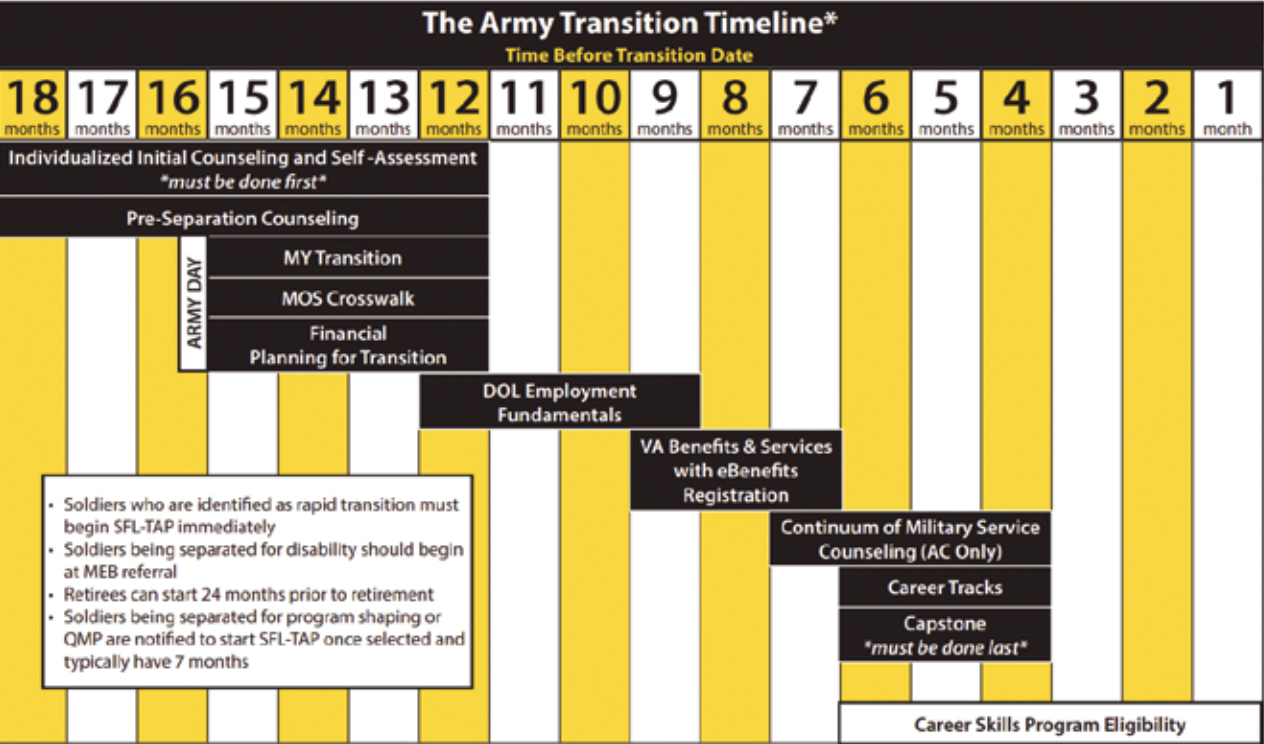 The Army Transition Timeline*
Time Before Transition Date
18 17 16 15 14 13 12 11 10 9 8 7 6 5 4 3 2 1
months months months months months months months months months months months months months months months months months month
Individualized Initial Counseling and Self -Assessment
*must be done first*
Pre-Separation Counseling
ARMY DAY
MY Transition
MOS Crosswalk
Financial
Planning for Transition
DOL Employment
Fundamentals
VA Benefits & Services
with eBenefits
Registration
Continuum of Military Service
Counseling (AC Only)
Career Tracks
Capstone
*must be done last*
• Soldiers who are identified as rapid transition must
begin SFL-TAP immediately
• Soldiers being separated for disability should begin
at MEB referral
• Retirees can start 24 months prior to retirement
• Soldiers being separated for program shaping or
QMP are notified to start SFL-TAP once selected and
typically have 7 months
Career Skills Program Eligibility